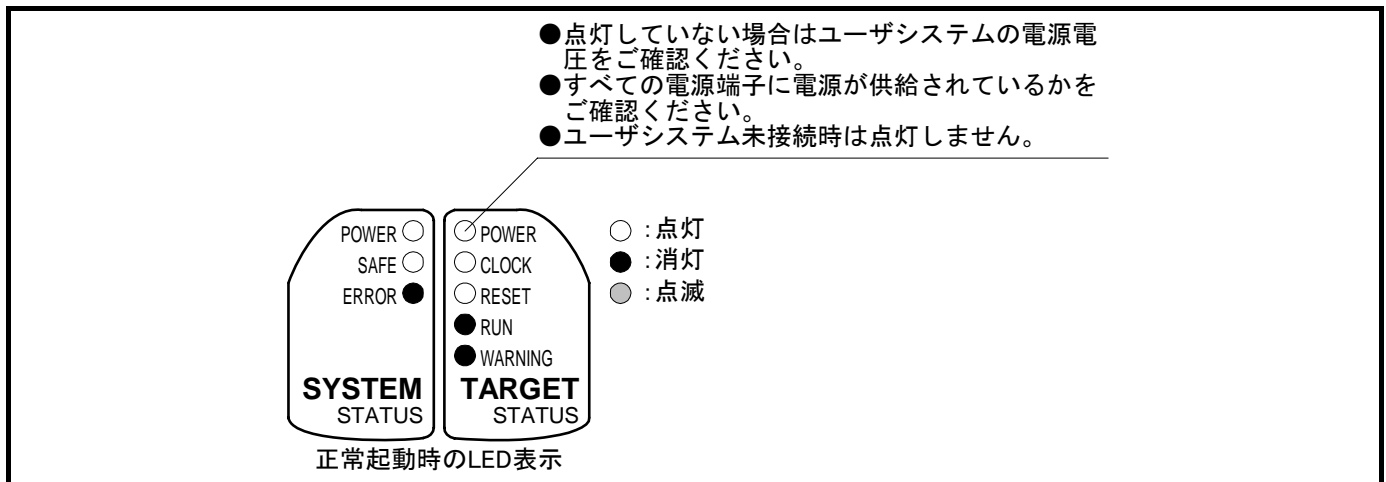 ●点灯していない場合はユーザシステムの電源電
圧をご確認ください。
●すべての電源端子に電源が供給されているかを
ご確認ください。
●ユーザシステム未接続時は点灯しません。
POWER
SAFE
ERROR
SYSTEM
STATUS
POWER
CLOCK
RESET
RUN
WARNING
TARGET
STATUS
○:点灯
●:消灯
:点滅
正常起動時のLED表示